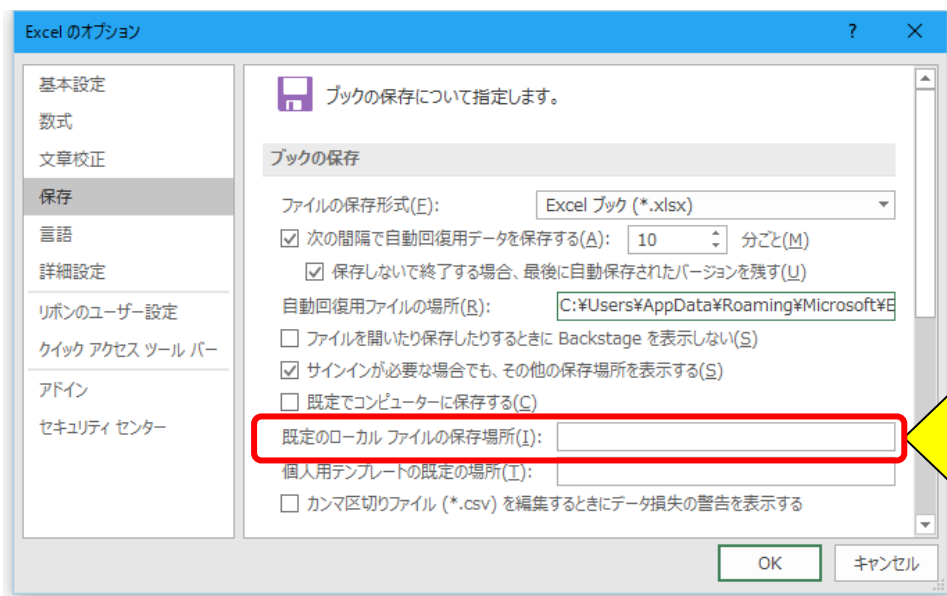 Excel のオプション
?
×
基本設定
数式
文章校正
保存
言語
詳細設定
リボンのユーザー設定
クイック アクセス ツール バー
アドイン
セキュリティ センター
ブックの保存について指定します。
ブックの保存
ファイルの保存形式(F): Excel ブック (*.xlsx)
次の間隔で自動回復用データを保存する(A): 10 分ごと(M)
保存しないで終了する場合、最後に自動保存されたバージョンを残す(U)
自動回復用ファイルの場所(R): C:¥Users¥AppData¥Roaming¥Microsoft¥E
ファイルを開いたり保存したりするときに Backstage を表示しない(S)
サインインが必要な場合でも、その他の保存場所を表示する(S)
既定でコンピューターに保存する(C)
既定のローカル ファイルの保存場所(I):
個人用テンプレートの既定の場所(T):
カンマ区切りファイル (*.csv) を編集するときにデータ損失の警告を表示する
OK キャンセル